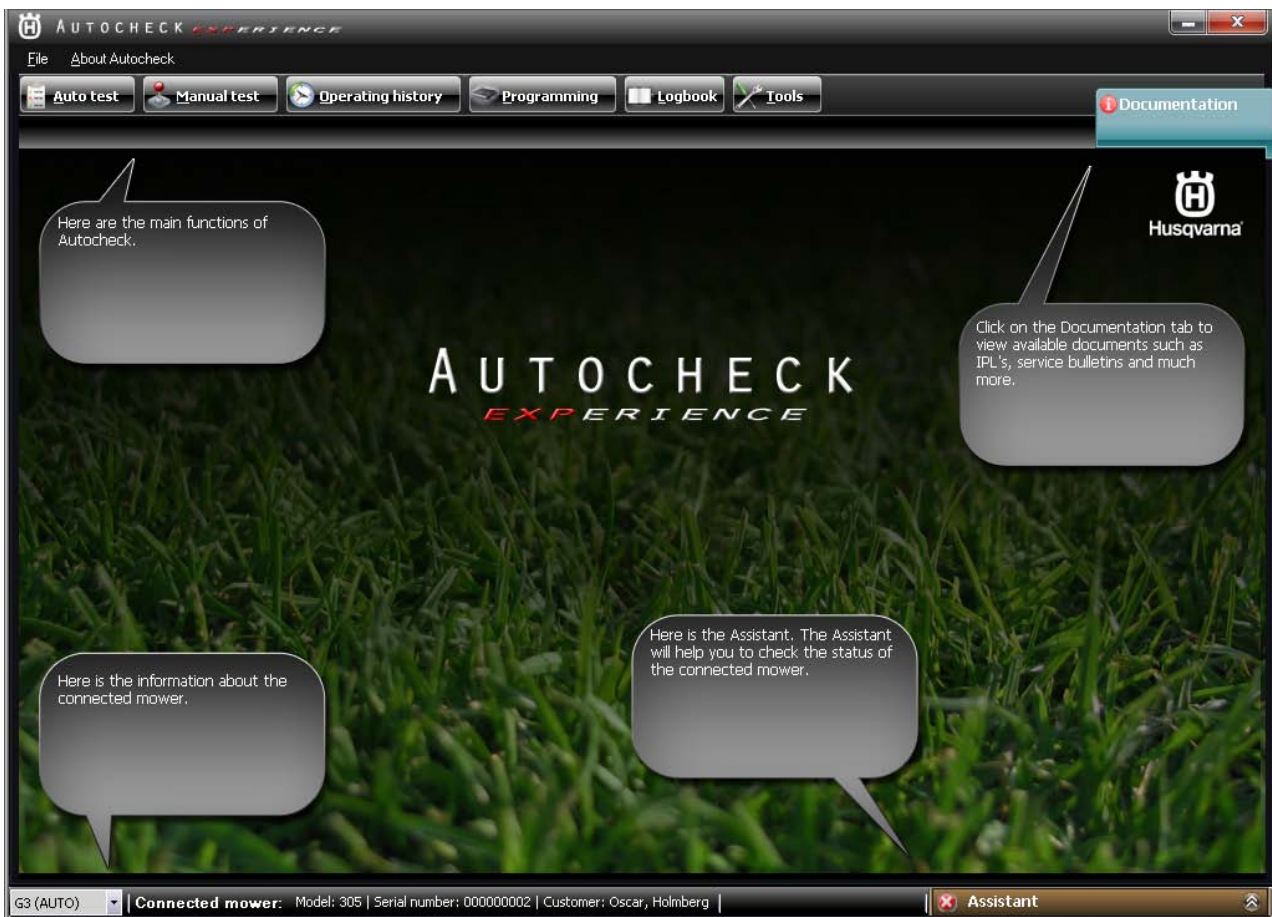 AUTOCHECK EXPERIENCE
File About Autocheck
Auto test Manual test Operating history Programming Logbook Tools
Documentation
Husqvarna
Here are the main functions of
Autocheck.
Click on the Documentation tab to
view available documents such as
IPL's, service bulletins and much
more.
AUTOCHECK
EXPERIENCE
Here is the Assistant. The Assistant
will help you to check the status of
the connected mower.
Here is the information about the
connected mower.
G3 (AUTO) | Connected mower: Model: 305 | Serial number: 000000002 | Customer: Oscar, Holmberg | | Assistant